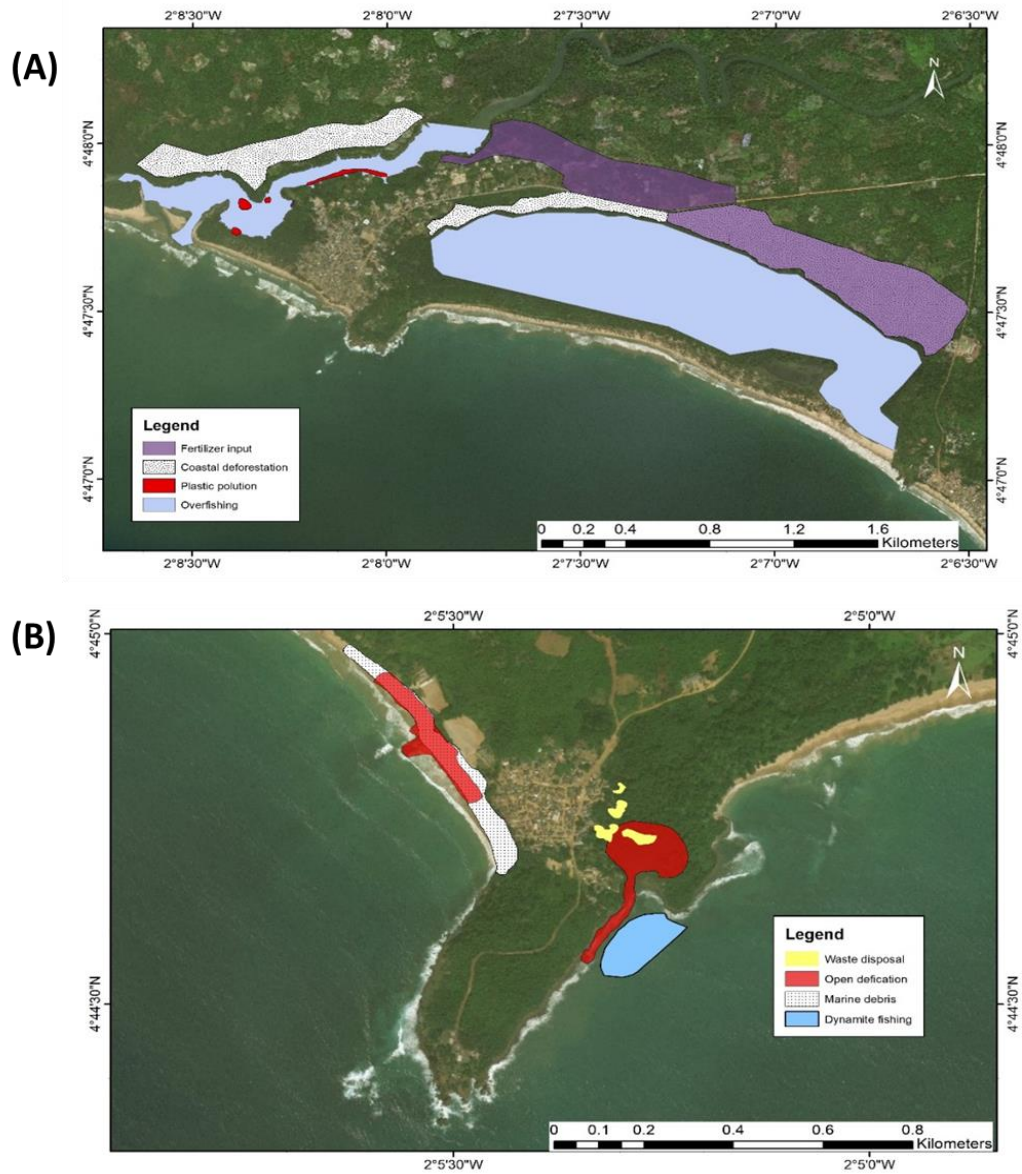 (A)
2°8'30"W 2°8'0"W 2°7'30"W 2°7'0"W 2°6'30"W
N
4°48'0"N 4°48'0"N
4°47'30"N 4°47'30"N
4°47'0"N 4°47'0"N
Legend
Fertilizer input
Coastal deforestation
Plastic polution
Overfishing
0 0.2 0.4 0.8 1.2 1.6
Kilometers
2°8'30"W 2°8'0"W 2°7'30"W 2°7'0"W 2°6'30"W
(B)
2°5'30"W 2°5'0"W
4°45'0"N 4°45'0"N
N
Legend
Waste disposal
Open defication
Marine debris
Dynamite fishing
4°44'30"N 4°44'30"N
0 0.1 0.2 0.4 0.6 0.8
Kilometers
2°5'30"W 2°5'0"W